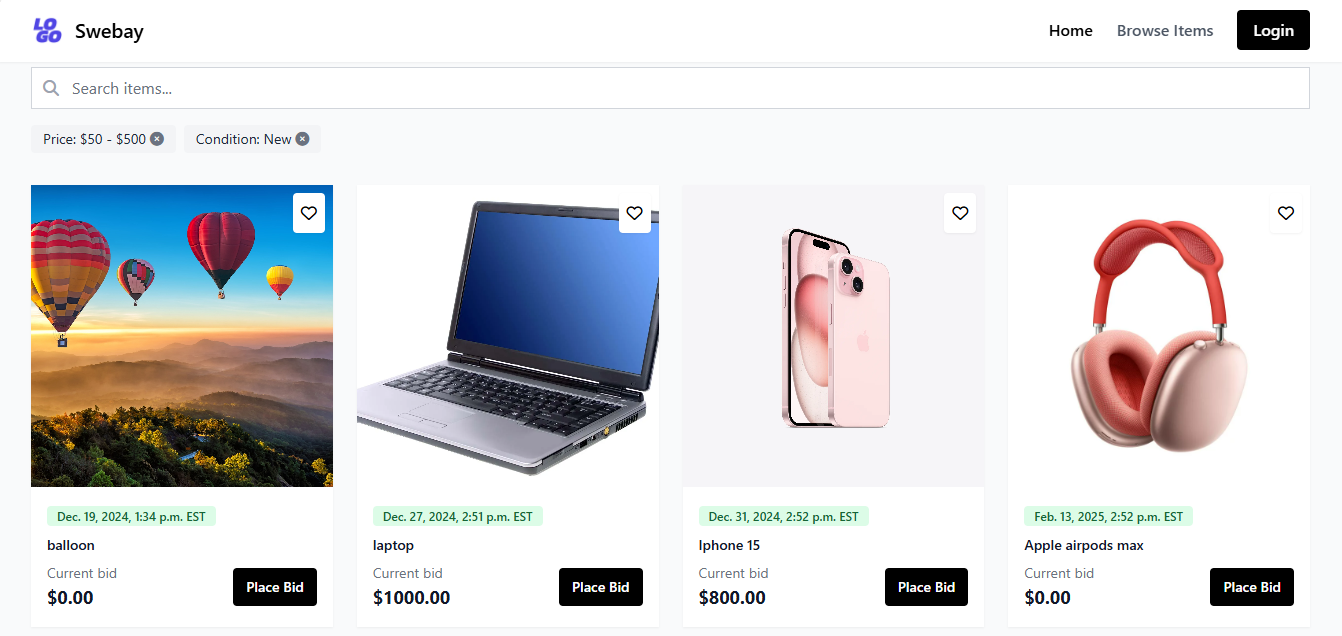 LO
GO
Swebay
Home
Browse Items
Login
Search items...
Price: $50 - $500
Condition: New
Dec. 19, 2024, 1:34 p.m. EST
balloon
Current bid
$0.00
Place Bid
Dec. 27, 2024, 2:51 p.m. EST
laptop
Current bid
$1000.00
Place Bid
Dec. 31, 2024, 2:52 p.m. EST
Iphone 15
Current bid
$800.00
Place Bid
Feb. 13, 2025, 2:52 p.m. EST
Apple airpods max
Current bid
$0.00
Place Bid